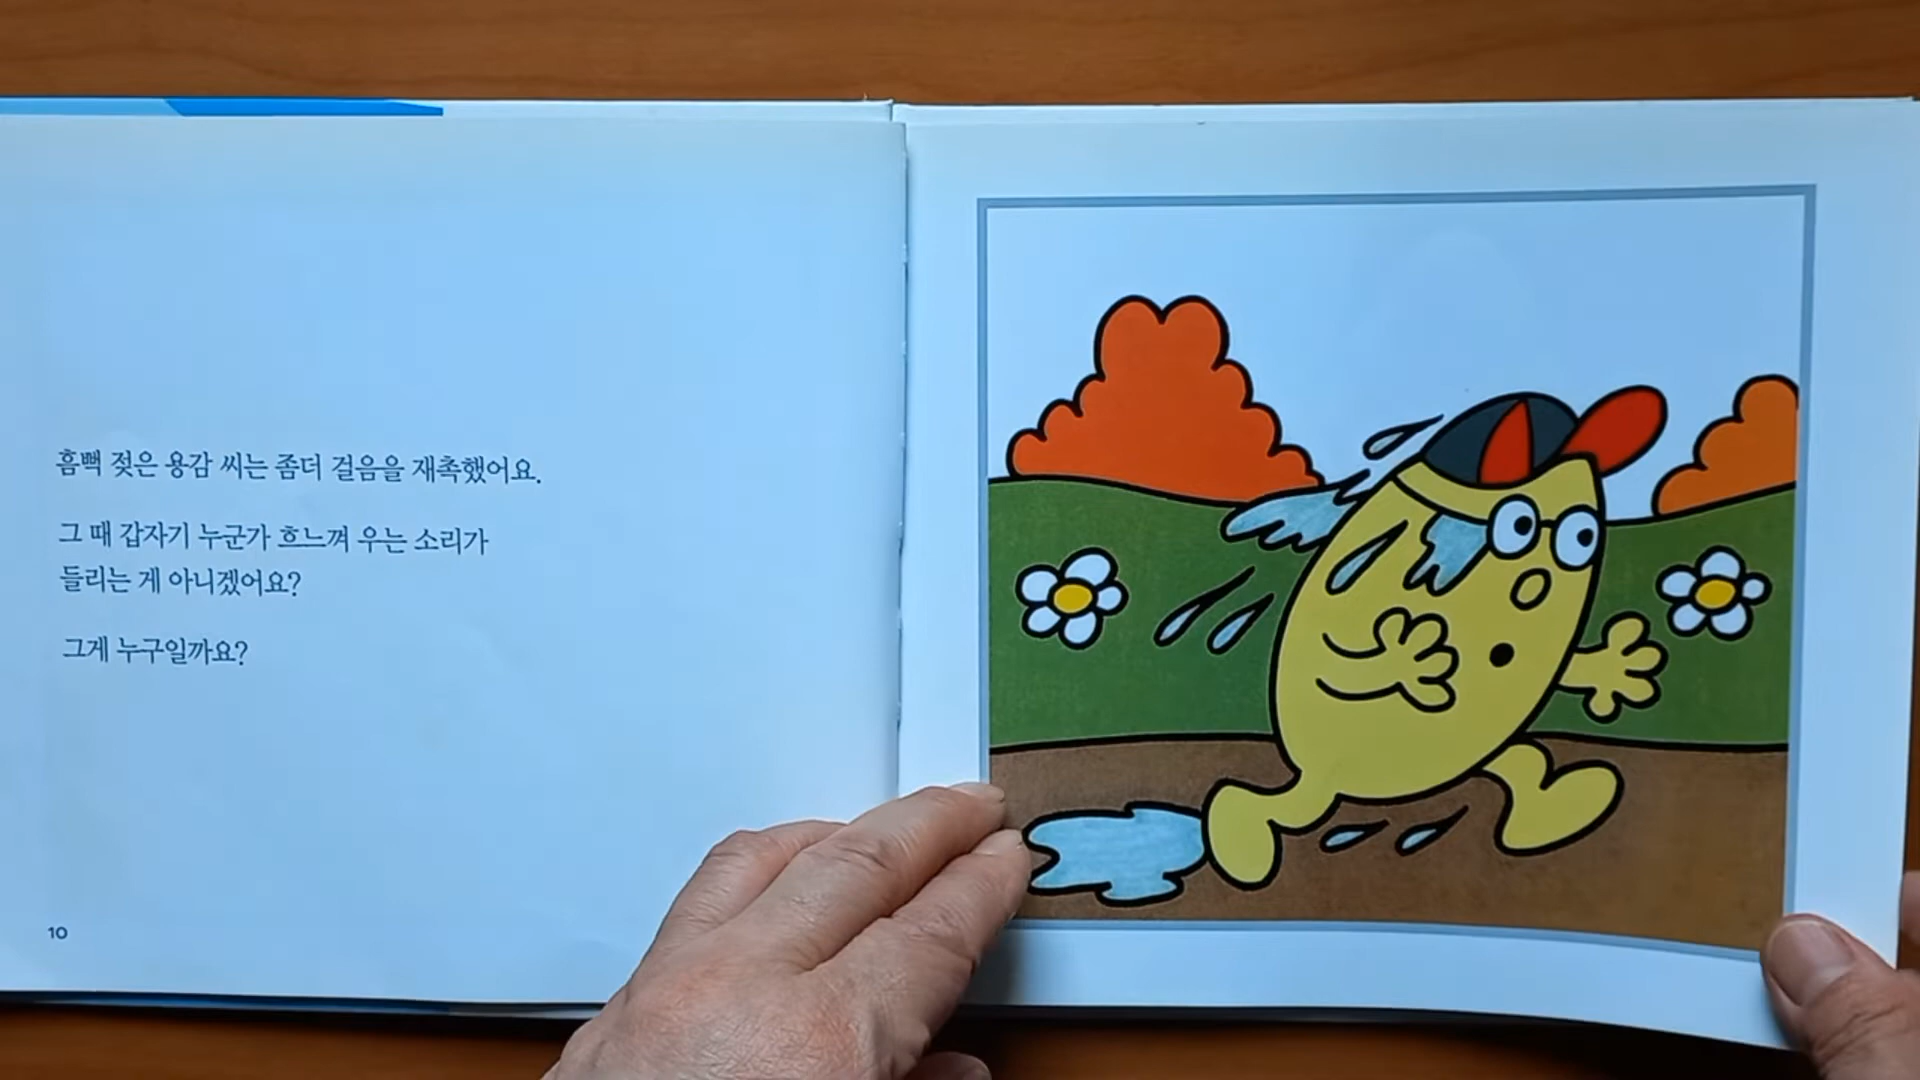 흠뻑 젖은 용감 씨는 좀더 걸음을 재촉했어요.
그 때 갑자기 누군가 흐느껴 우는 소리가
들리는 게 아니겠어요?
그게 누구일까요?
10